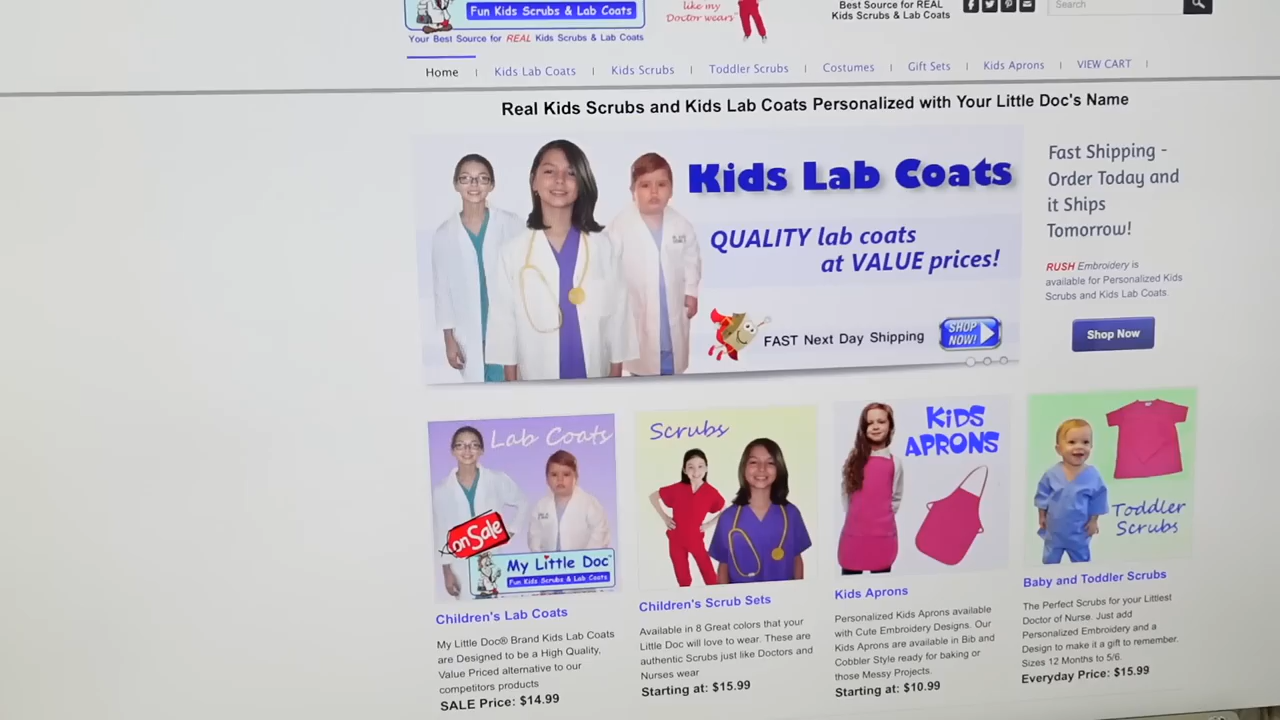 Fun Kids Scrubs & Lab Coats
Your Best Source for REAL Kids Scrubs & Lab Coats
like my
Doctor wears"
Best Source for REAL
Kids Scrubs & Lab Coats
Search
Home
Kids Lab Coats
Kids Scrubs
Toddler Scrubs
Costumes
Gift Sets
Kids Aprons
VIEW CART
Real Kids Scrubs and Kids Lab Coats Personalized with Your Little Doc's Name
Kids Lab Coats
QUALITY lab coats
at VALUE prices!
FAST Next Day Shipping
SHOP
NOW!
Fast Shipping -
Order Today and
it Ships
Tomorrow!
RUSH Embroidery is
available for Personalized Kids
Scrubs and Kids Lab Coats.
Shop Now
Lab Coats
on Sale
My Little Doc
Fun Kids Scrubs & Lab Coats
Children's Lab Coats
My Little Doc® Brand Kids Lab Coats
are Designed to be a High Quality,
Value Priced alternative to our
competitors products
SALE Price: $14.99
Scrubs
Children's Scrub Sets
Available in 8 Great colors that your
Little Doc will love to wear. These are
authentic Scrubs just like Doctors and
Nurses wear
Starting at: $15.99
KiDS
APRONS
Kids Aprons
Personalized Kids Aprons available
with Cute Embroidery Designs. Our
Kids Aprons are available in Bib and
Cobbler Style ready for baking or
those Messy Projects.
Starting at: $10.99
Toddler
Scrubs
Baby and Toddler Scrubs
The Perfect Scrubs for your Littlest
Doctor of Nurse. Just add
Personalized Embroidery and a
Design to make it a gift to remember.
Sizes 12 Months to 5/6.
Everyday Price: $15.99